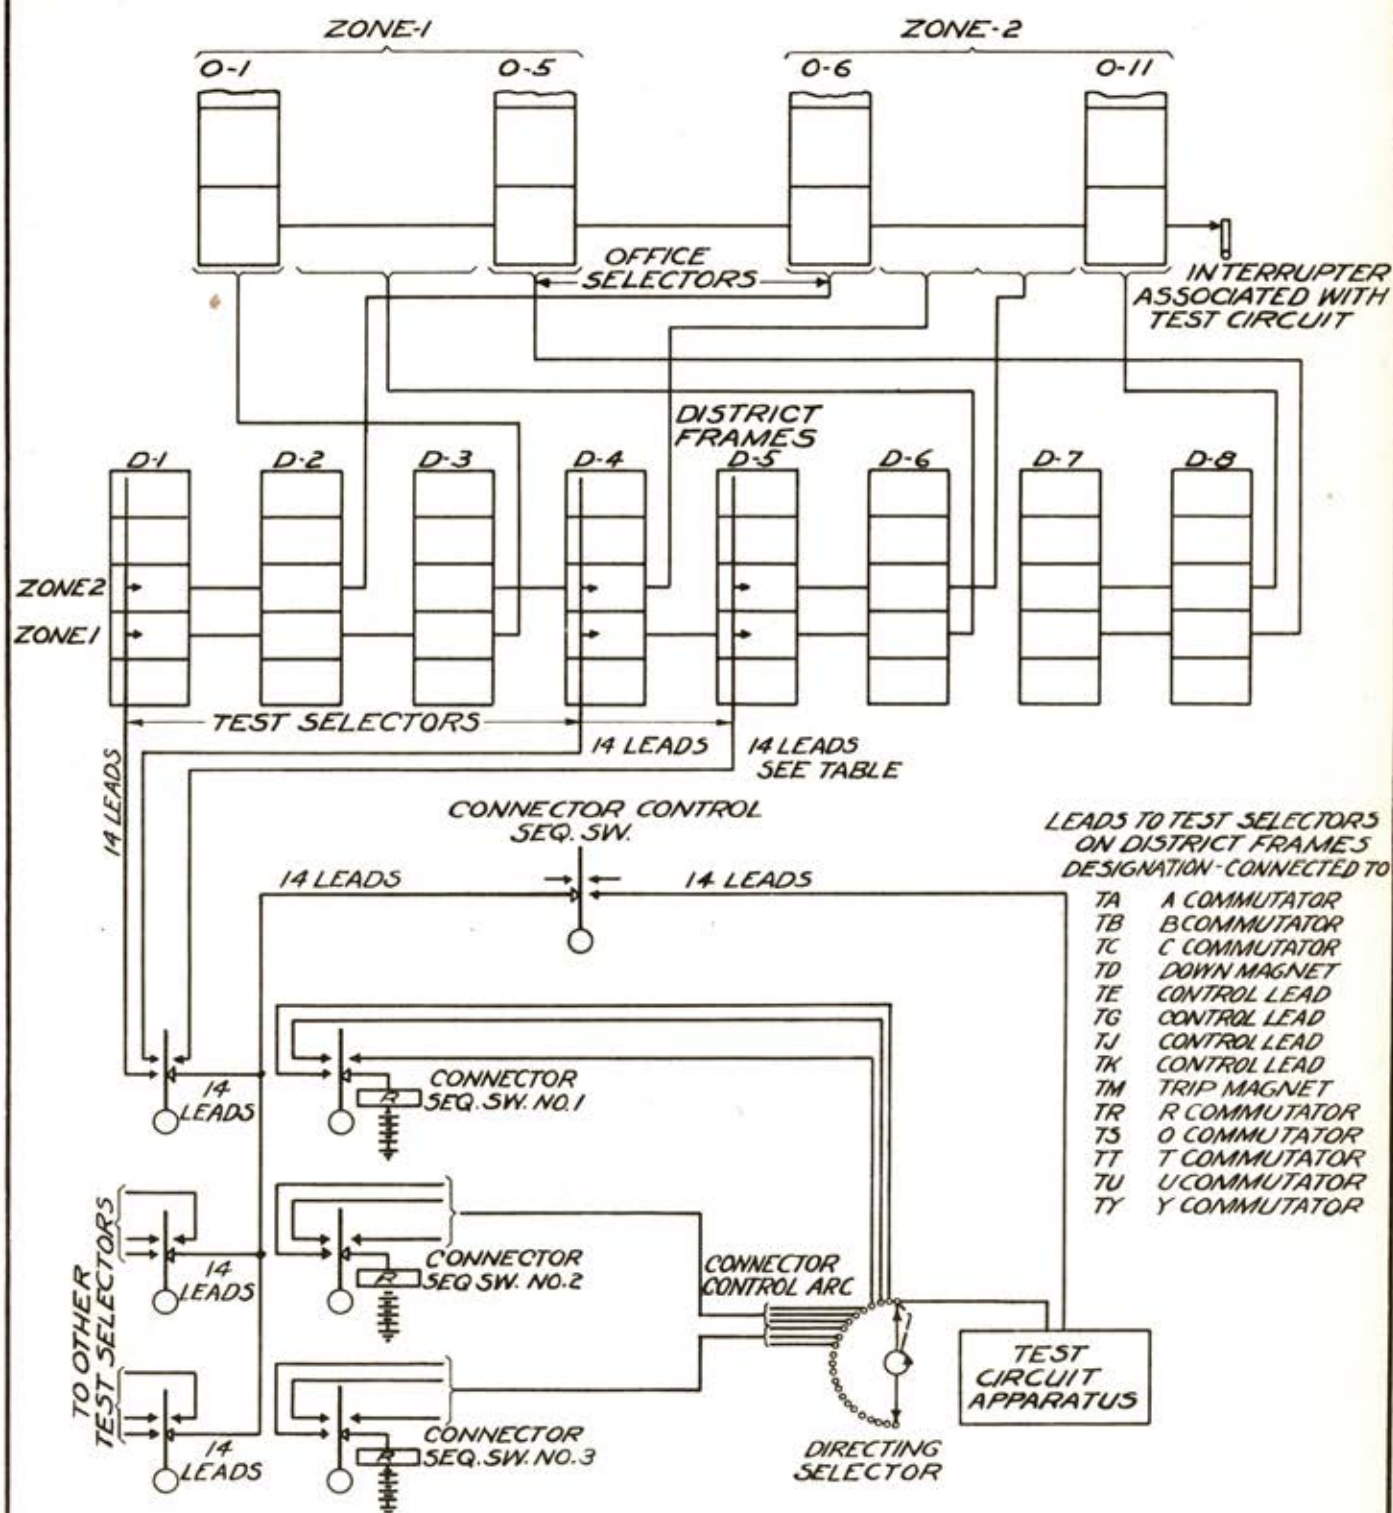 ZONE-1
ZONE-2
O-1
O-5
O-6
O-11
OFFICE
SELECTORS
INTERRUPTER
ASSOCIATED WITH
TEST CIRCUIT
DISTRICT
FRAMES
D-1
D-2
D-3
D-4
D-5
D-6
D-7
D-8
ZONE 2
ZONE 1
TEST SELECTORS
14 LEADS
14 LEADS
14 LEADS
SEE TABLE
CONNECTOR CONTROL
SEQ. SW.
14 LEADS
14 LEADS
LEADS TO TEST SELECTORS
ON DISTRICT FRAMES
DESIGNATION-CONNECTED TO
TA A COMMUTATOR
TB B COMMUTATOR
TC C COMMUTATOR
TD DOWN MAGNET
TE CONTROL LEAD
TG CONTROL LEAD
TJ CONTROL LEAD
TK CONTROL LEAD
TM TRIP MAGNET
TR R COMMUTATOR
TS O COMMUTATOR
TT T COMMUTATOR
TU U COMMUTATOR
TY Y COMMUTATOR
14
LEADS
R
CONNECTOR
SEQ. SW. NO. 1
TO OTHER
TEST SELECTORS
14
LEADS
R
CONNECTOR
SEQ SW. NO. 2
CONNECTOR
CONTROL ARC
14
LEADS
R
CONNECTOR
SEQ. SW. NO. 3
DIRECTING
SELECTOR
TEST
CIRCUIT
APPARATUS